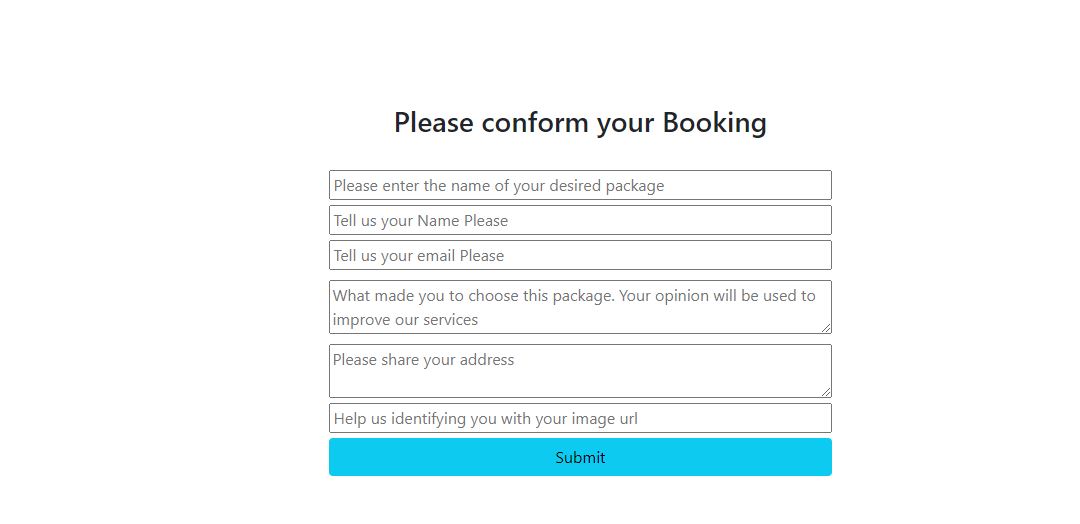 Please conform your Booking
Please enter the name of your desired package
Tell us your Name Please
Tell us your email Please
What made you to choose this package. Your opinion will be used to
improve our services
Please share your address
Help us identifying you with your image url
Submit